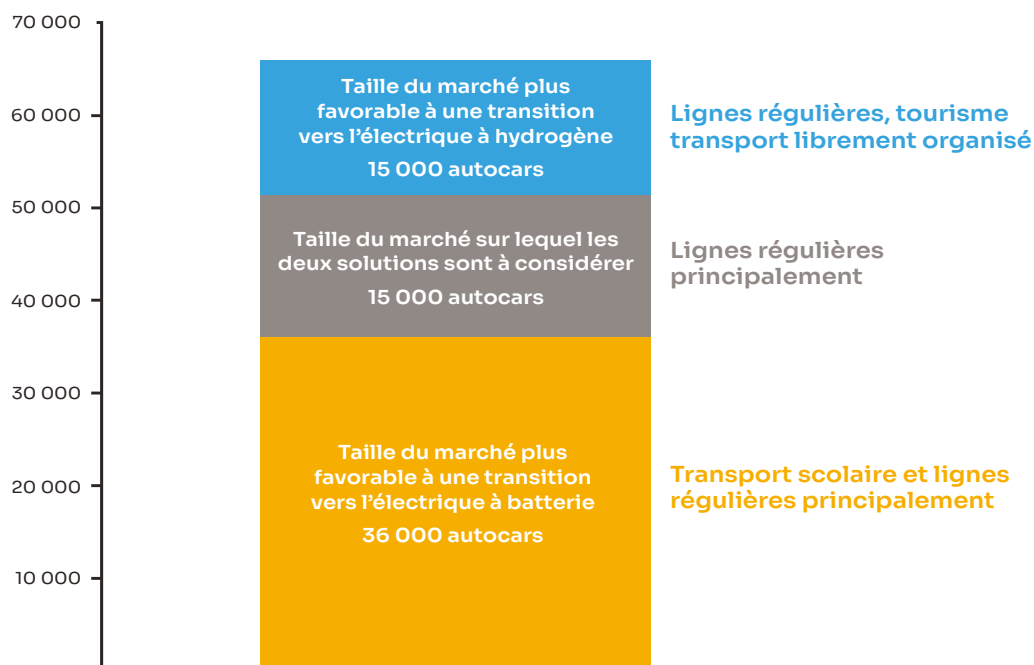 70 000
60 000
50 000
40 000
30 000
20 000
10 000
Taille du marché plus
favorable à une transition
vers l’électrique à hydrogène
15 000 autocars
Lignes régulières, tourisme
transport librement organisé
Taille du marché sur lequel les
deux solutions sont à considérer
15 000 autocars
Lignes régulières
principalement
Taille du marché plus
favorable à une transition
vers l’électrique à batterie
36 000 autocars
Transport scolaire et lignes
régulières principalement